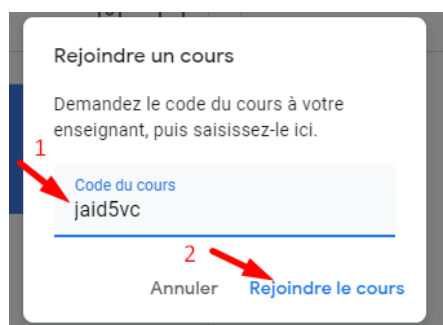 Rejoindre un cours
Demandez le code du cours à votre
enseignant, puis saisissez-le ici.
1
Code du cours
jaid5vc
2
Annuler Rejoindre le cours